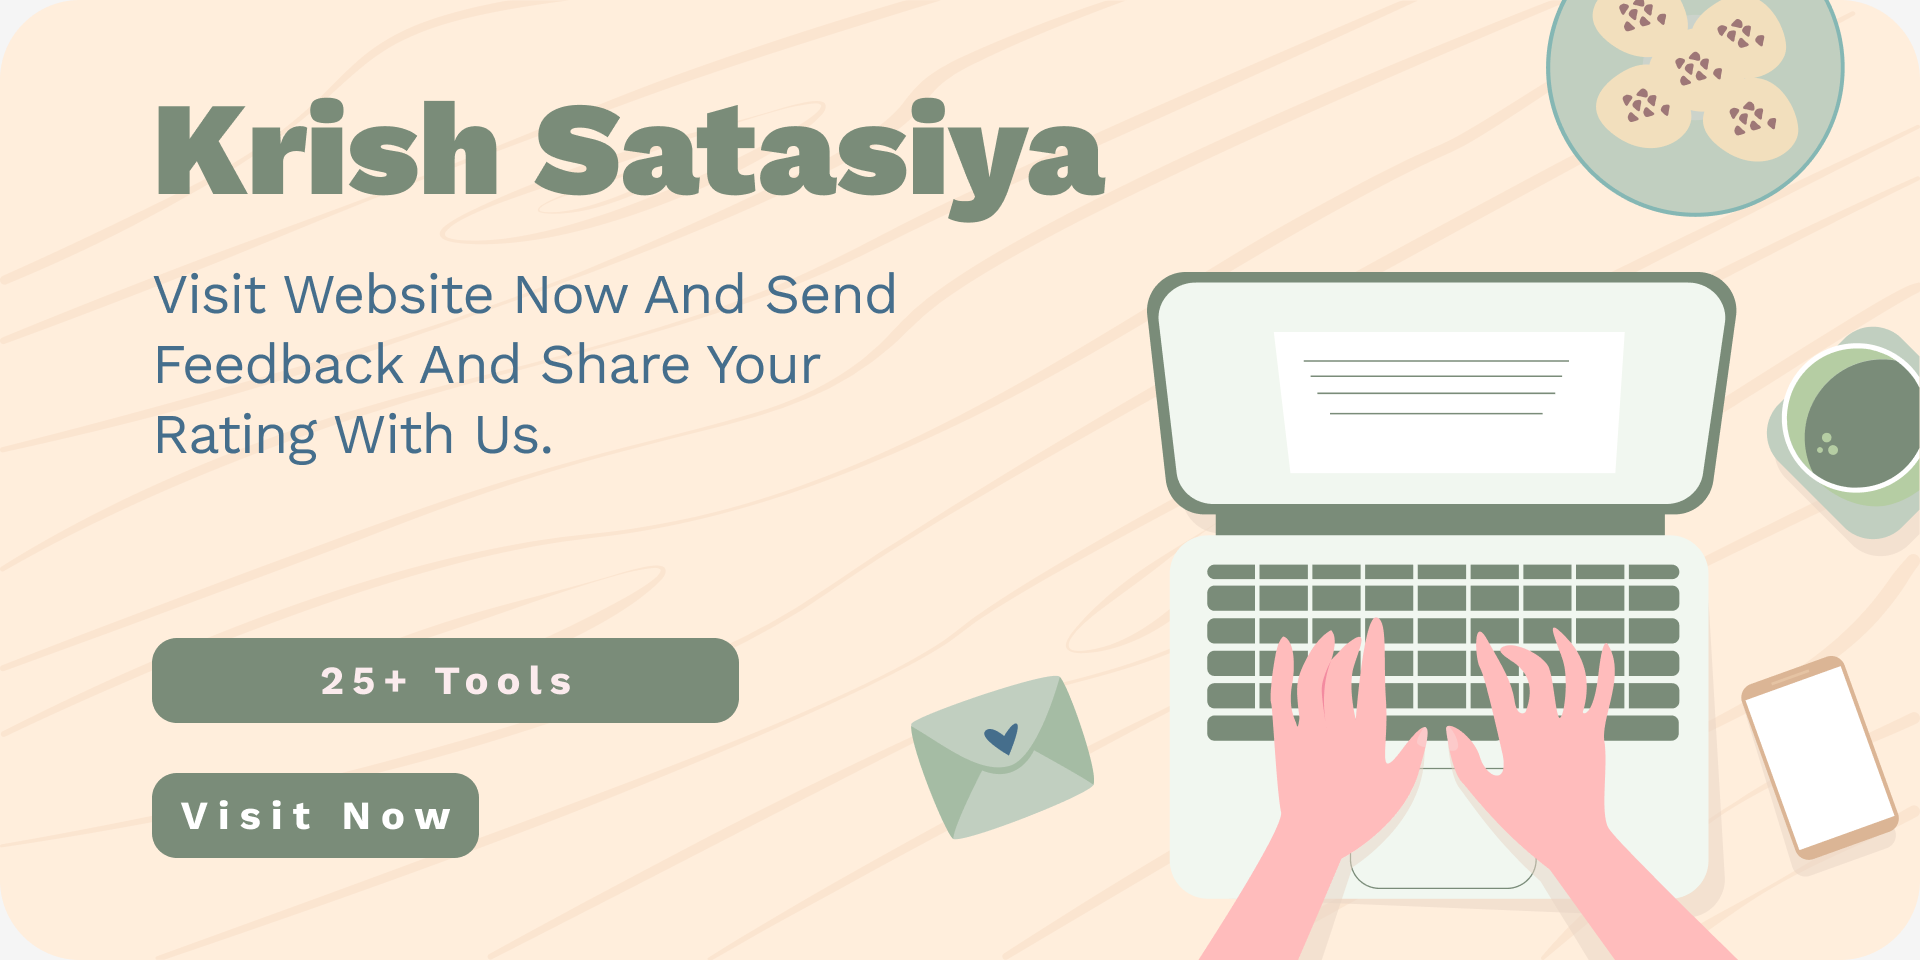 Krish Satasiya
Visit Website Now And Send
Feedback And Share Your
Rating With Us.
25+ Tools
Visit Now